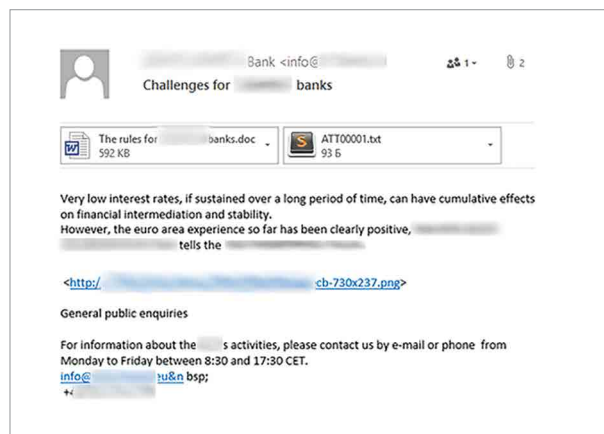 Bank <info@
1
2
Challenges for banks
The rules for banks.doc
592 KB
ATT00001.txt
93 Б
Very low interest rates, if sustained over a long period of time, can have cumulative effects
on financial intermediation and stability.
However, the euro area experience so far has been clearly positive,
tells the
<http:/ cb-730x237.png>
General public enquiries
For information about the s activities, please contact us by e-mail or phone from
Monday to Friday between 8:30 and 17:30 CET.
info@ eu&n bsp;